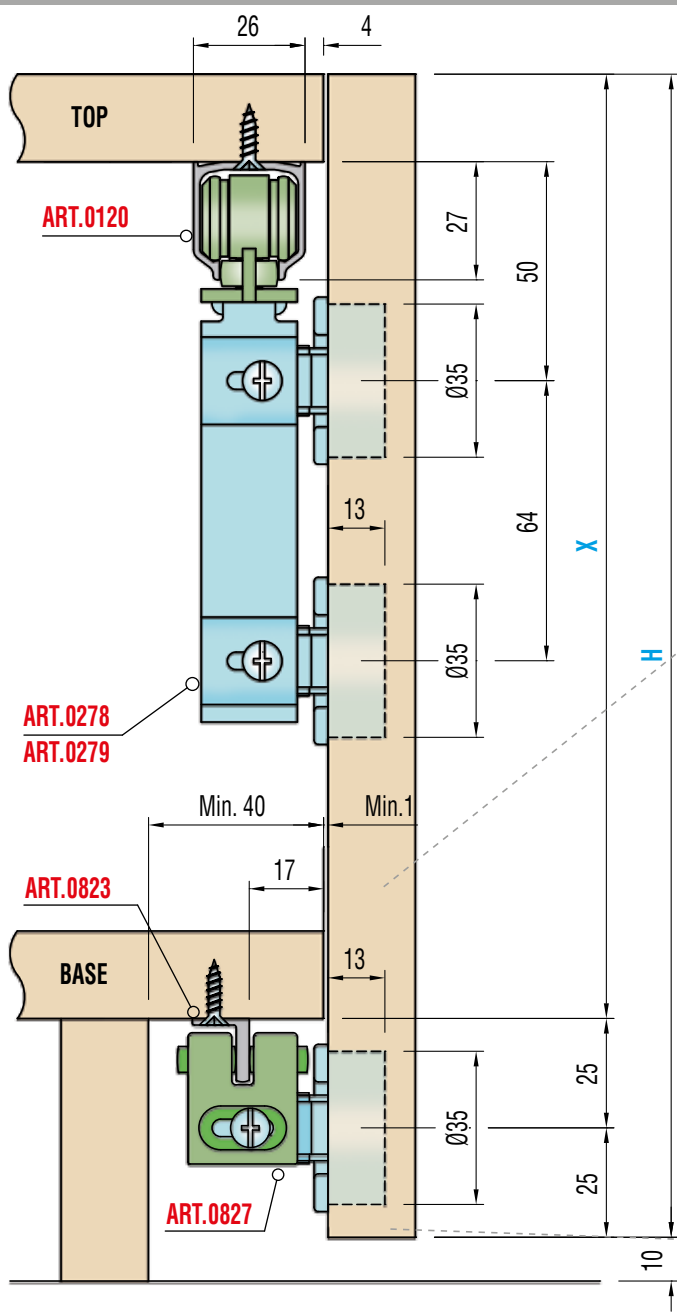 26
4
TOP
ART.0120
27
50
Ø35
13
64
X
H
Ø35
ART.0278
ART.0279
Min. 40
Min.1
17
ART.0823
BASE
13
25
Ø35
25
ART.0827
10